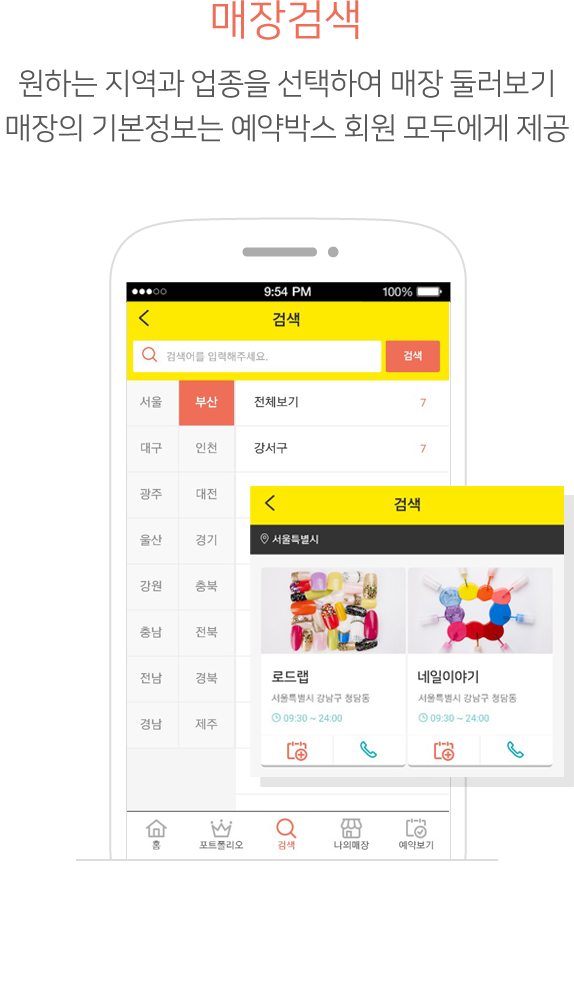 매장검색
원하는 지역과 업종을 선택하여 매장 둘러보기
매장의 기본정보는 예약박스 회원 모두에게 제공
9:54 PM 100%
검색
검색어를 입력해주세요. 검색
서울 부산 전체보기 7
대구 인천 강서구 7
광주 대전
울산 경기
강원 충북
충남 전북
전남 경북
경남 제주
검색
서울특별시
로드랩 네일이야기
서울특별시 강남구 청담동 서울특별시 강남구 청담동
09:30 ~ 24:00 09:30 ~ 24:00
홈 포트폴리오 검색 나의매장 예약보기